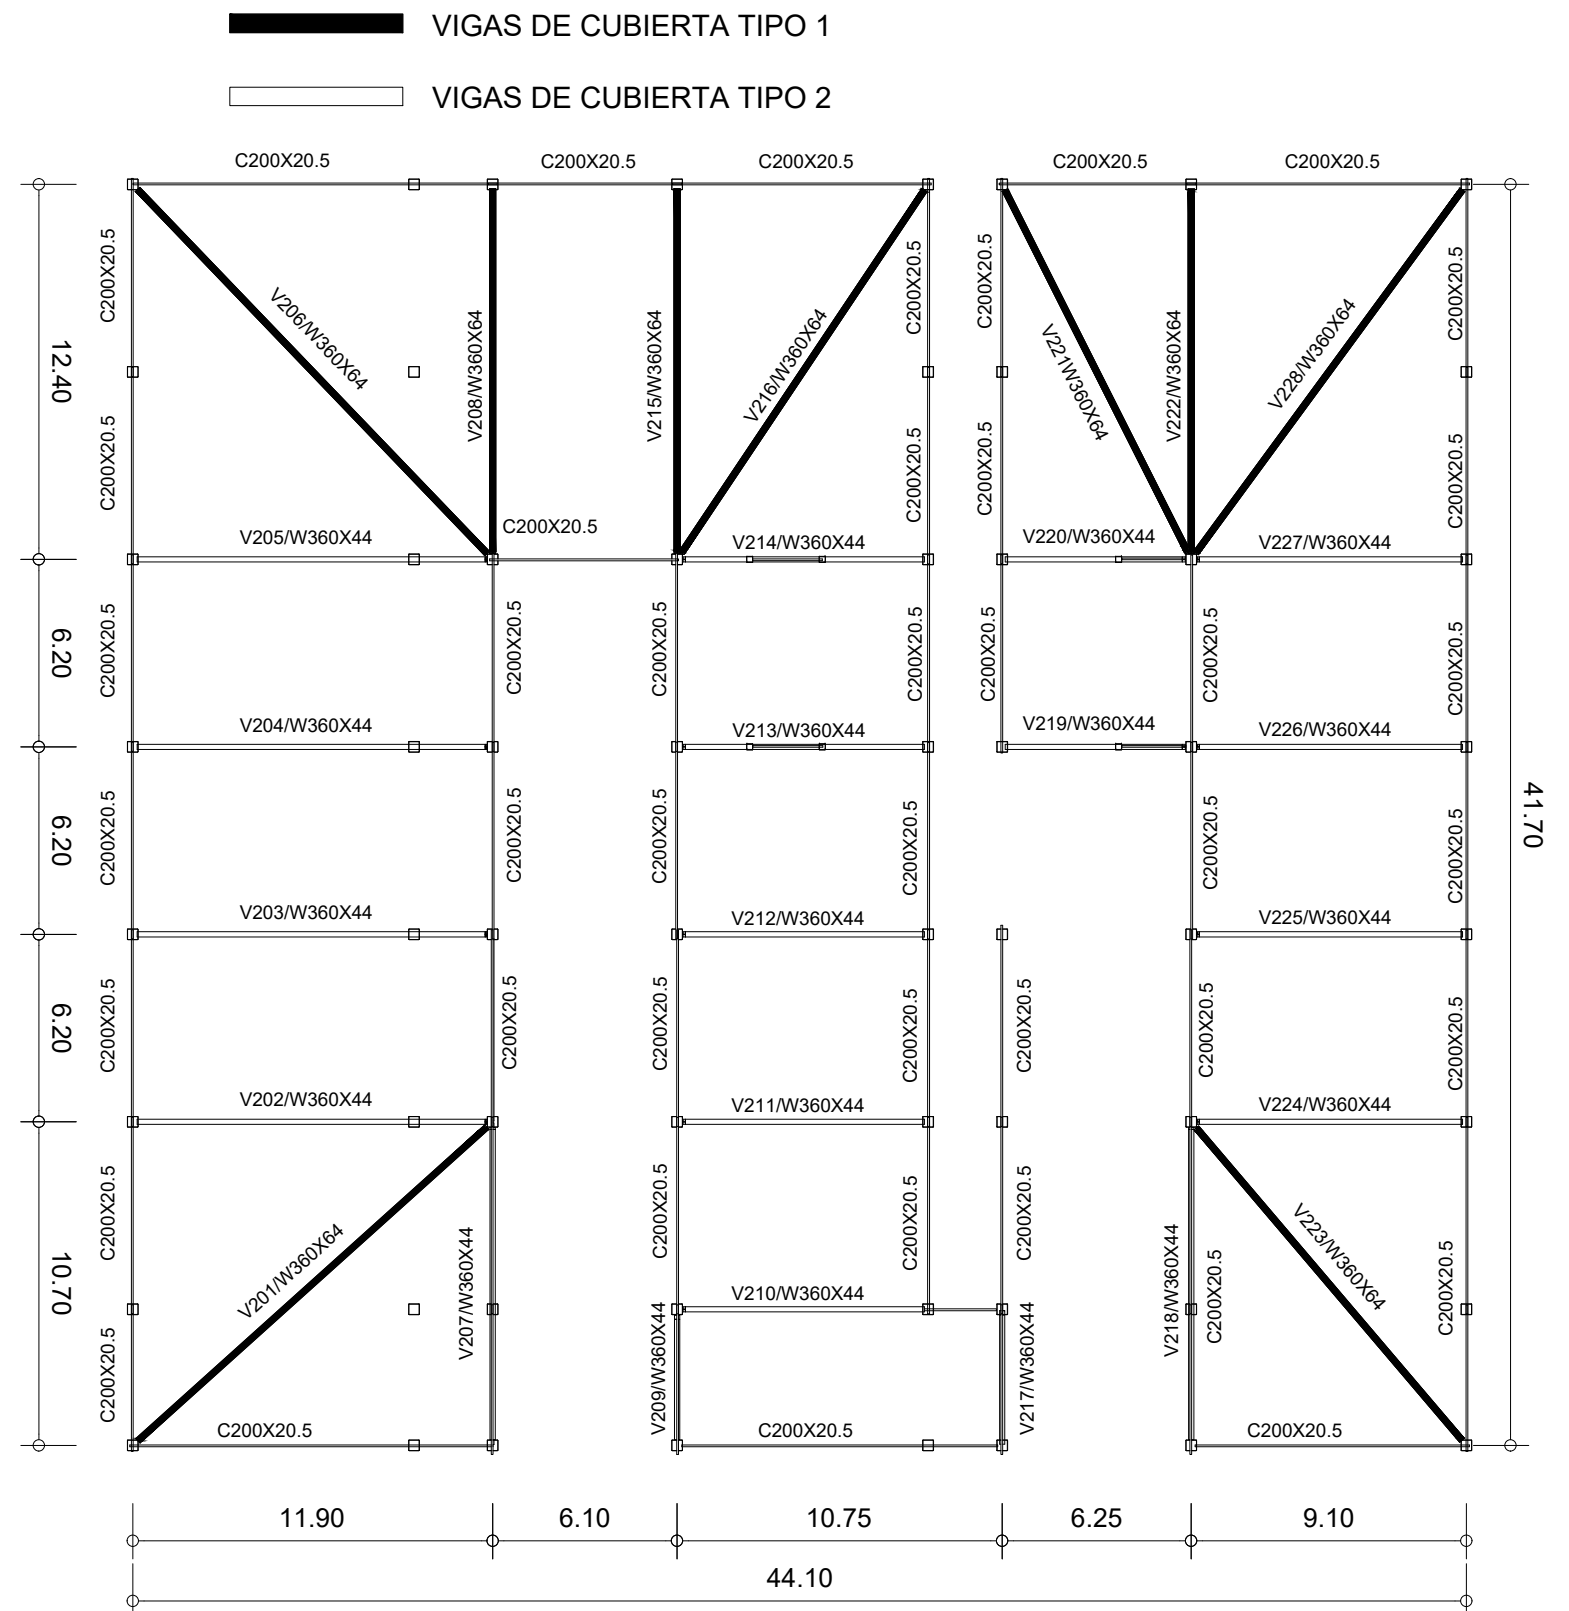 VIGAS DE CUBIERTA TIPO 1
VIGAS DE CUBIERTA TIPO 2
C200X20.5
C200X20.5
C200X20.5
C200X20.5
C200X20.5
C200X20.5
C200X20.5
C200X20.5
C200X20.5
12.40
V206/W360X64
V208/W360X64
V215/W360X64
V216/W360X64
V221W360X64
V222/W360X64
V228/W360X64
C200X20.5
C200X20.5
C200X20.5
C200X20.5
C200X20.5
V205/W360X44
V214/W360X44
V220/W360X44
V227/W360X44
6.20
C200X20.5
C200X20.5
C200X20.5
C200X20.5
C200X20.5
C200X20.5
C200X20.5
V204/W360X44
V213/W360X44
V219/W360X44
V226/W360X44
41.70
6.20
C200X20.5
C200X20.5
C200X20.5
C200X20.5
C200X20.5
C200X20.5
V203/W360X44
V212/W360X44
V225/W360X44
6.20
C200X20.5
C200X20.5
C200X20.5
C200X20.5
C200X20.5
C200X20.5
C200X20.5
V202/W360X44
V211/W360X44
V224/W360X44
C200X20.5
C200X20.5
C200X20.5
C200X20.5
10.70
V201/W360X64
V207/W360X44
V218/W360X44
C200X20.5
V223/W360X64
C200X20.5
V210/W360X44
C200X20.5
V209/W360X44
V217/W360X44
C200X20.5
C200X20.5
C200X20.5
11.90
6.10
10.75
6.25
9.10
44.10